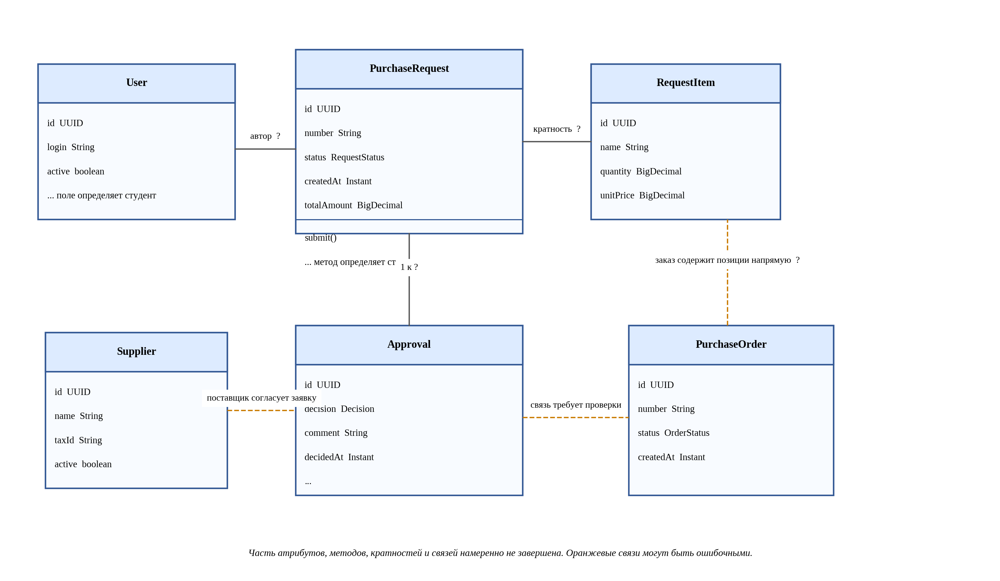 User
id  UUID
login  String
active  boolean
... поле определяет студент
автор  ?
PurchaseRequest
id  UUID
number  String
status  RequestStatus
createdAt  Instant
totalAmount  BigDecimal
submit()
... метод определяет ст
кратность  ?
RequestItem
id  UUID
name  String
quantity  BigDecimal
unitPrice  BigDecimal
1 к ?
заказ содержит позиции напрямую  ?
Supplier
id  UUID
name  String
taxId  String
active  boolean
поставщик согласует заявку
Approval
id  UUID
decision  Decision
comment  String
decidedAt  Instant
...
связь требует проверки
PurchaseOrder
id  UUID
number  String
status  OrderStatus
createdAt  Instant
Часть атрибутов, методов, кратностей и связей намеренно не завершена. Оранжевые связи могут быть ошибочными.